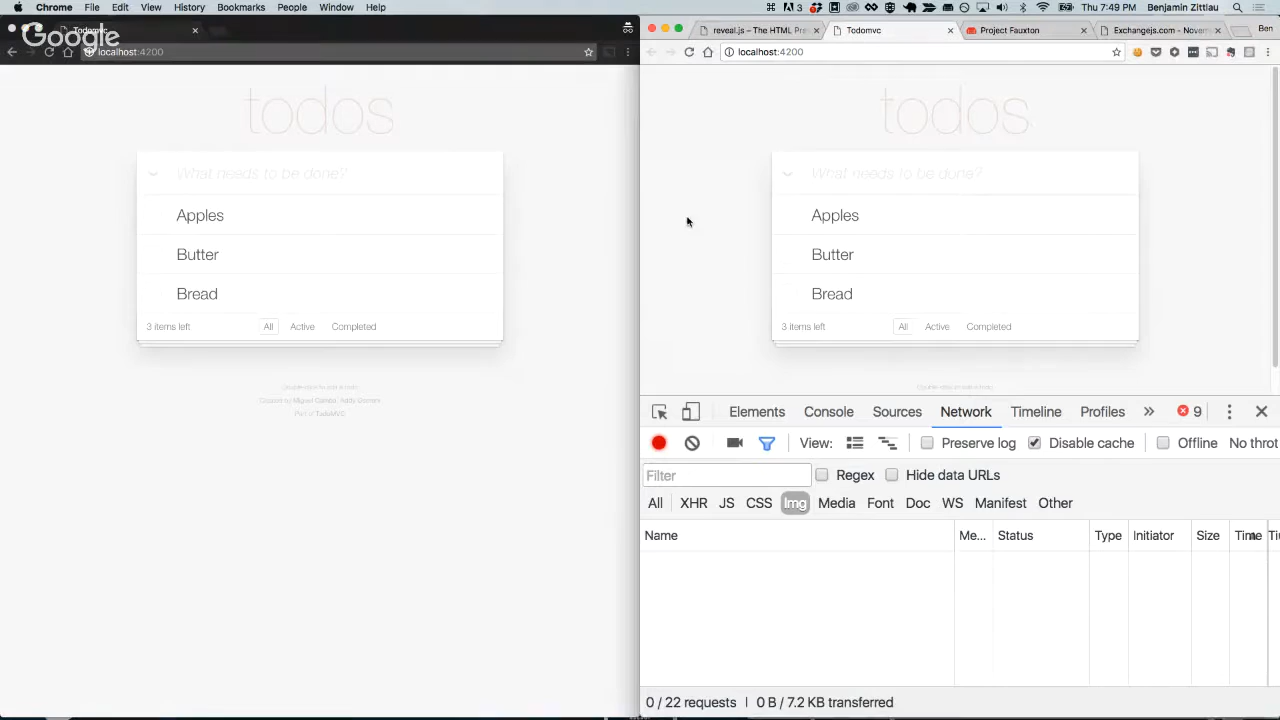 Chrome File Edit View History Bookmarks People Window Help
Thu 7:49 PM Benjamin Zittlau
Google
localhost:4200
todos
What needs to be done?
Apples
Butter
Bread
3 items left All Active Completed
Part of TodoMVC
reveal.js – The HTML Pre
Todomvc
Project Fauxton
Exchangejs.com - Novem
Ben
localhost:4200
todos
What needs to be done?
Apples
Butter
Bread
3 items left All Active Completed
Elements Console Sources Network Timeline Profiles » 9
View: Preserve log Disable cache Offline No throt
Filter Regex Hide data URLs
All XHR JS CSS Img Media Font Doc WS Manifest Other
Name Me... Status Type Initiator Size Time
0 / 22 requests | 0 B / 7.2 KB transferred